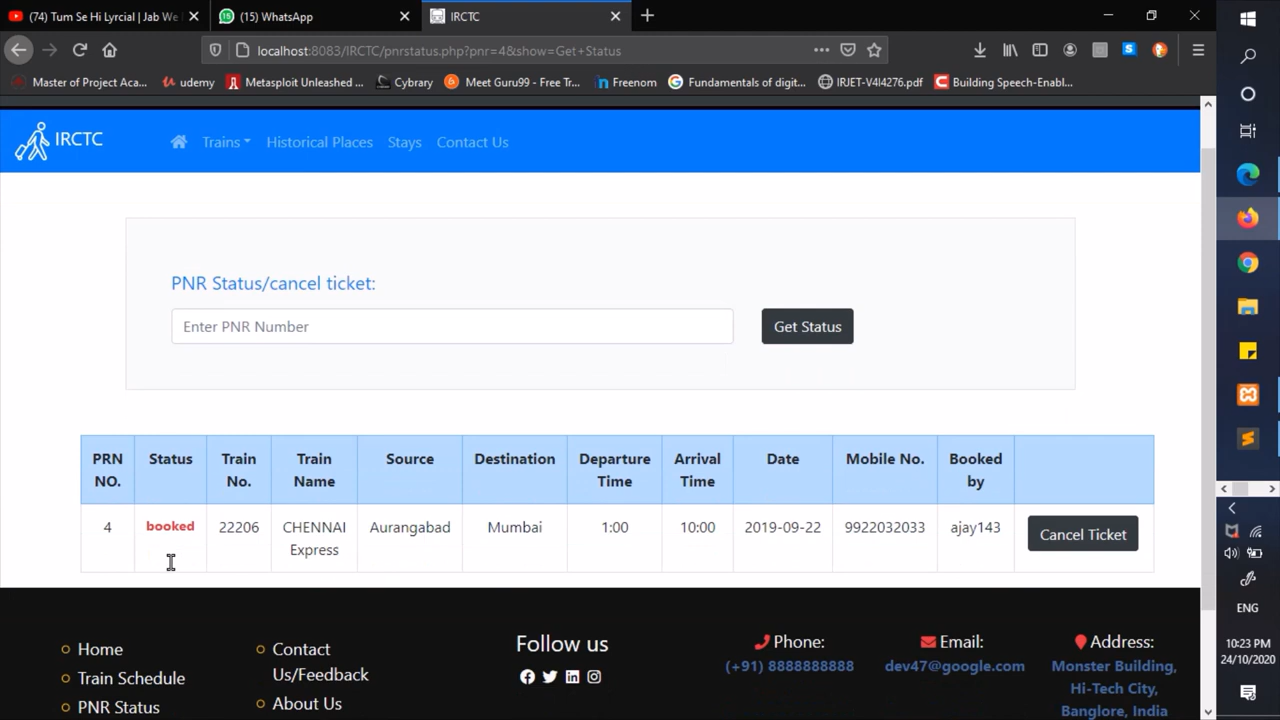 (74) Tum Se Hi Lyrcial | Jab We
(15) WhatsApp
IRCTC
localhost:8083/IRCTC/pnrstatus.php?pnr=4&show=Get+Status
Master of Project Aca...
udemy
Metasploit Unleashed ...
Cybrary
Meet Guru99 - Free Tr...
Freenom
Fundamentals of digit...
IRJET-V4I4276.pdf
Building Speech-Enabl...
IRCTC
Trains
Historical Places
Stays
Contact Us
PNR Status/cancel ticket:
Enter PNR Number
Get Status
PRN NO.
Status
Train No.
Train Name
Source
Destination
Departure Time
Arrival Time
Date
Mobile No.
Booked by
4
booked
22206
CHENNAI Express
Aurangabad
Mumbai
1:00
10:00
2019-09-22
9922032033
ajay143
Cancel Ticket
Home
Train Schedule
PNR Status
Contact
Us/Feedback
About Us
Follow us
Phone:
(+91) 8888888888
Email:
dev47@google.com
Address:
Monster Building,
Hi-Tech City,
Banglore, India
ENG
10:23 PM
24/10/2020